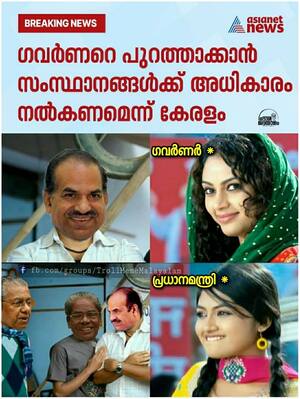 BREAKING NEWS
asianet
news
ഗവർണറെ പുറത്താക്കാൻ
സംസ്ഥാനങ്ങൾക്ക് അധികാരം
നൽകണമെന്ന് കേരളം
ഗവർണർ *
f fb.com/groups/TrollMemeMalayalam
പ്രധാനമന്ത്രി *